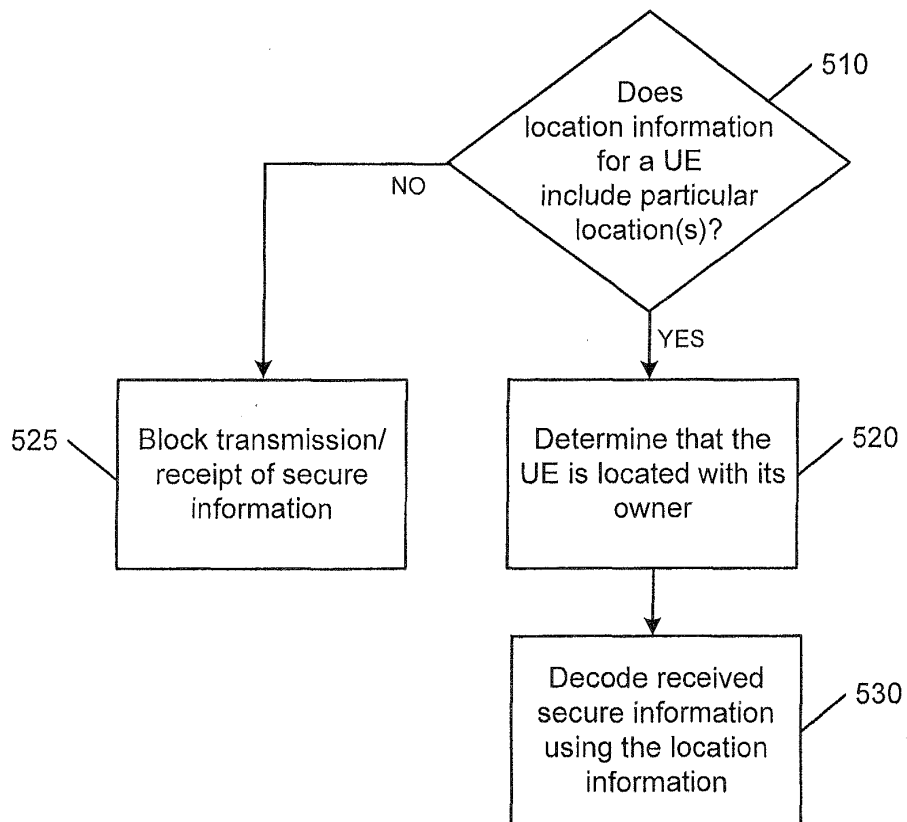 510
Does
location information
for a UE
include particular
location(s)?
NO
YES
525
Block transmission/
receipt of secure
information
Determine that the
UE is located with its
owner
520
Decode received
secure information
using the location
information
530